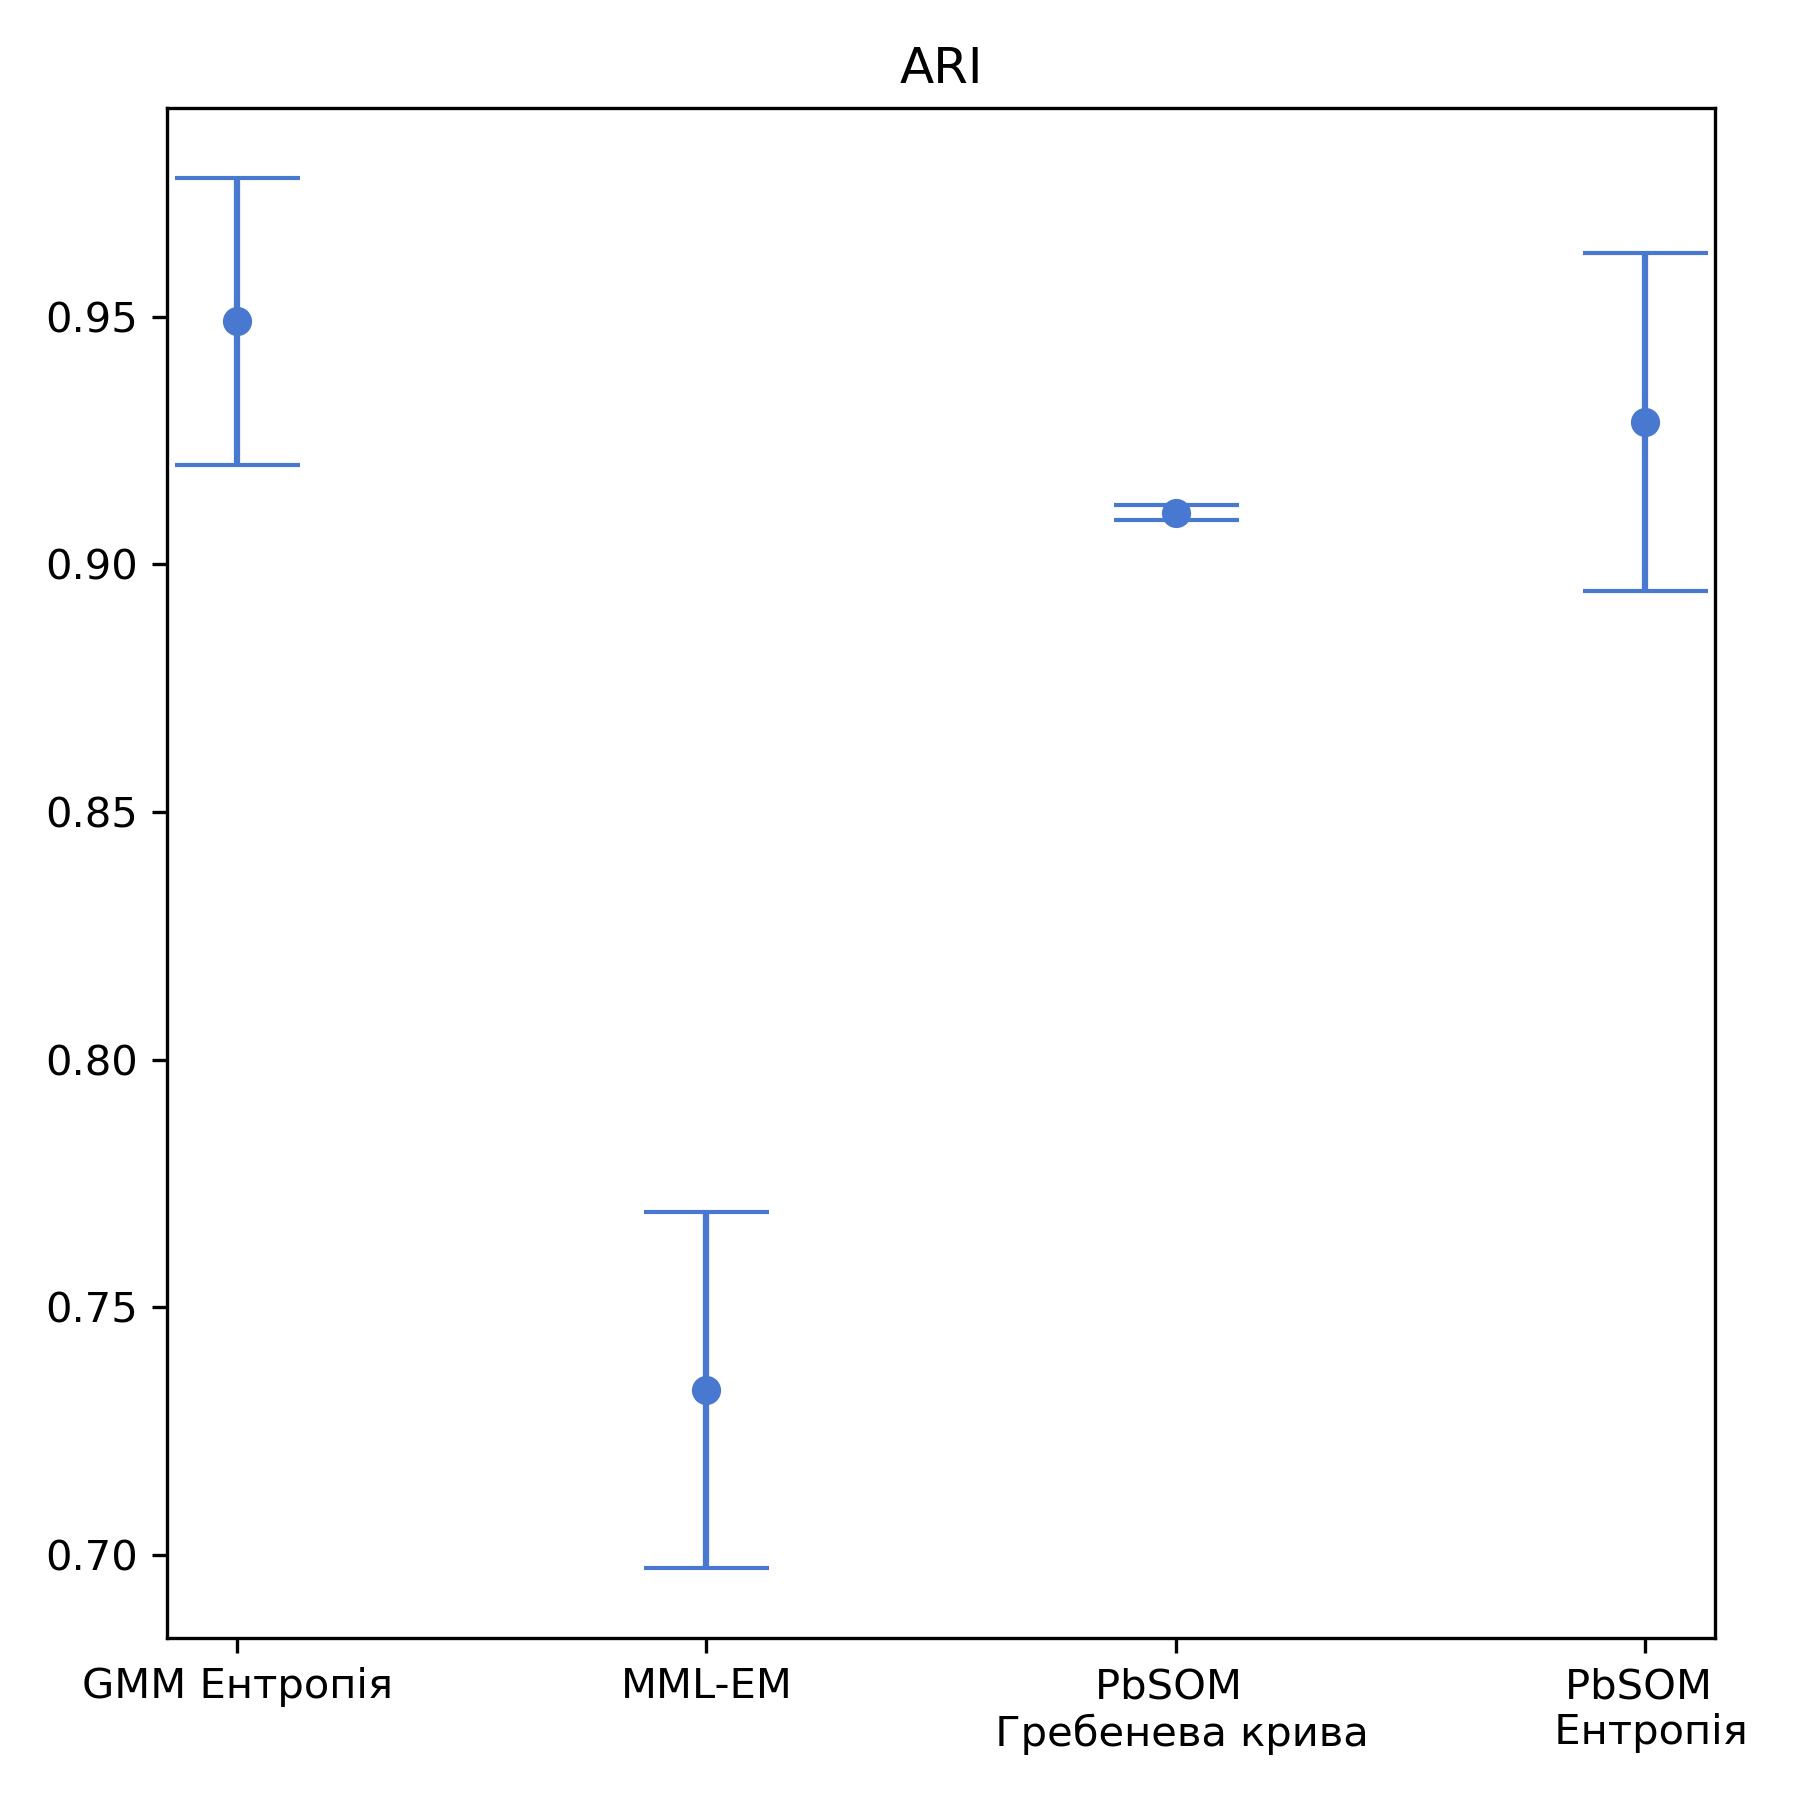 ARI
0.95
0.90
0.85
0.80
0.75
0.70
GMM Ентропія
MML-EM
PbSOM
Гребенева крива
PbSOM
Ентропія